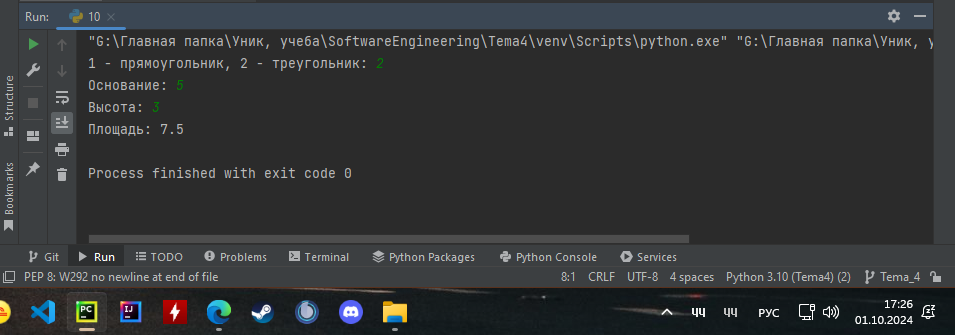 Run: 10
"G:\Главная папка\Уник, учеба\SoftwareEngineering\Tema4\venv\Scripts\python.exe" "G:\Главная папка\Уник, у
1 - прямоугольник, 2 - треугольник: 2
Основание: 5
Высота: 3
Площадь: 7.5
Process finished with exit code 0
Structure
Bookmarks
Git Run TODO Problems Terminal Python Packages Python Console Services
PEP 8: W292 no newline at end of file 8:1 CRLF UTF-8 4 spaces Python 3.10 (Tema4) (2) Tema_4
PC IJ РУС 17:26
01.10.2024